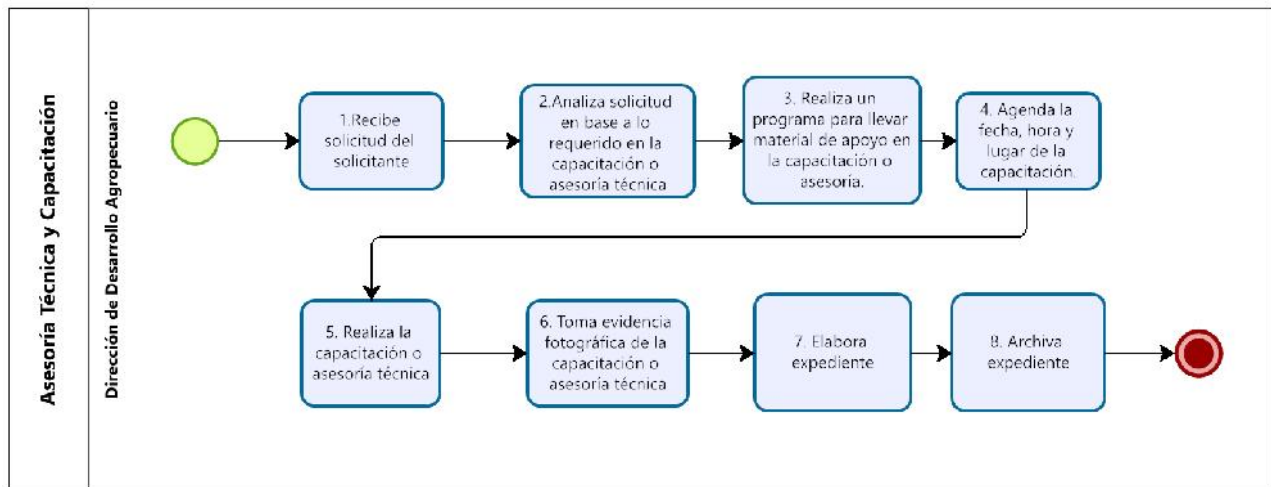 Asesoría Técnica y Capacitación
Dirección de Desarrollo Agropecuario
1.Recibe
solicitud del
solicitante
2.Analiza solicitud
en base a lo
requerido en la
capacitación o
asesoría técnica
3. Realiza un
programa para llevar
material de apoyo en
la capacitación o
asesoría.
4. Agenda la
fecha, hora y
lugar de la
capacitación.
5. Realiza la
capacitación o
asesoría técnica
6. Toma evidencia
fotográfica de la
capacitación o
asesoría técnica
7. Elabora
expediente
8. Archiva
expediente